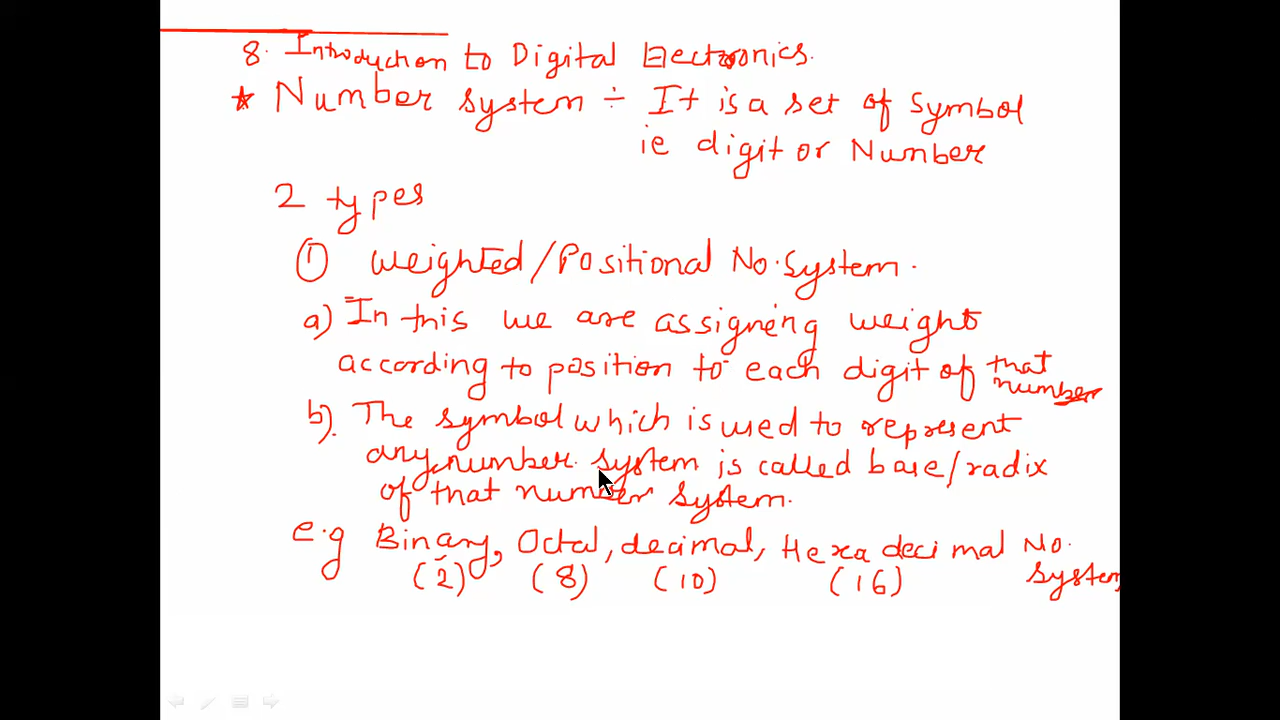 8. Introduction to Digital Electronics.
* Number system ÷ It is a set of Symbol
ie digit or Number
2 types
① weighted/Positional No. System.
a) In this we are assigning weight
according to position to each digit of that number
b). The symbol which is used to represent
any number system is called base/radix
of that number system.
e.g Binary, Octal, decimal, Hexa decimal No. System
(2) (8) (10) (16)